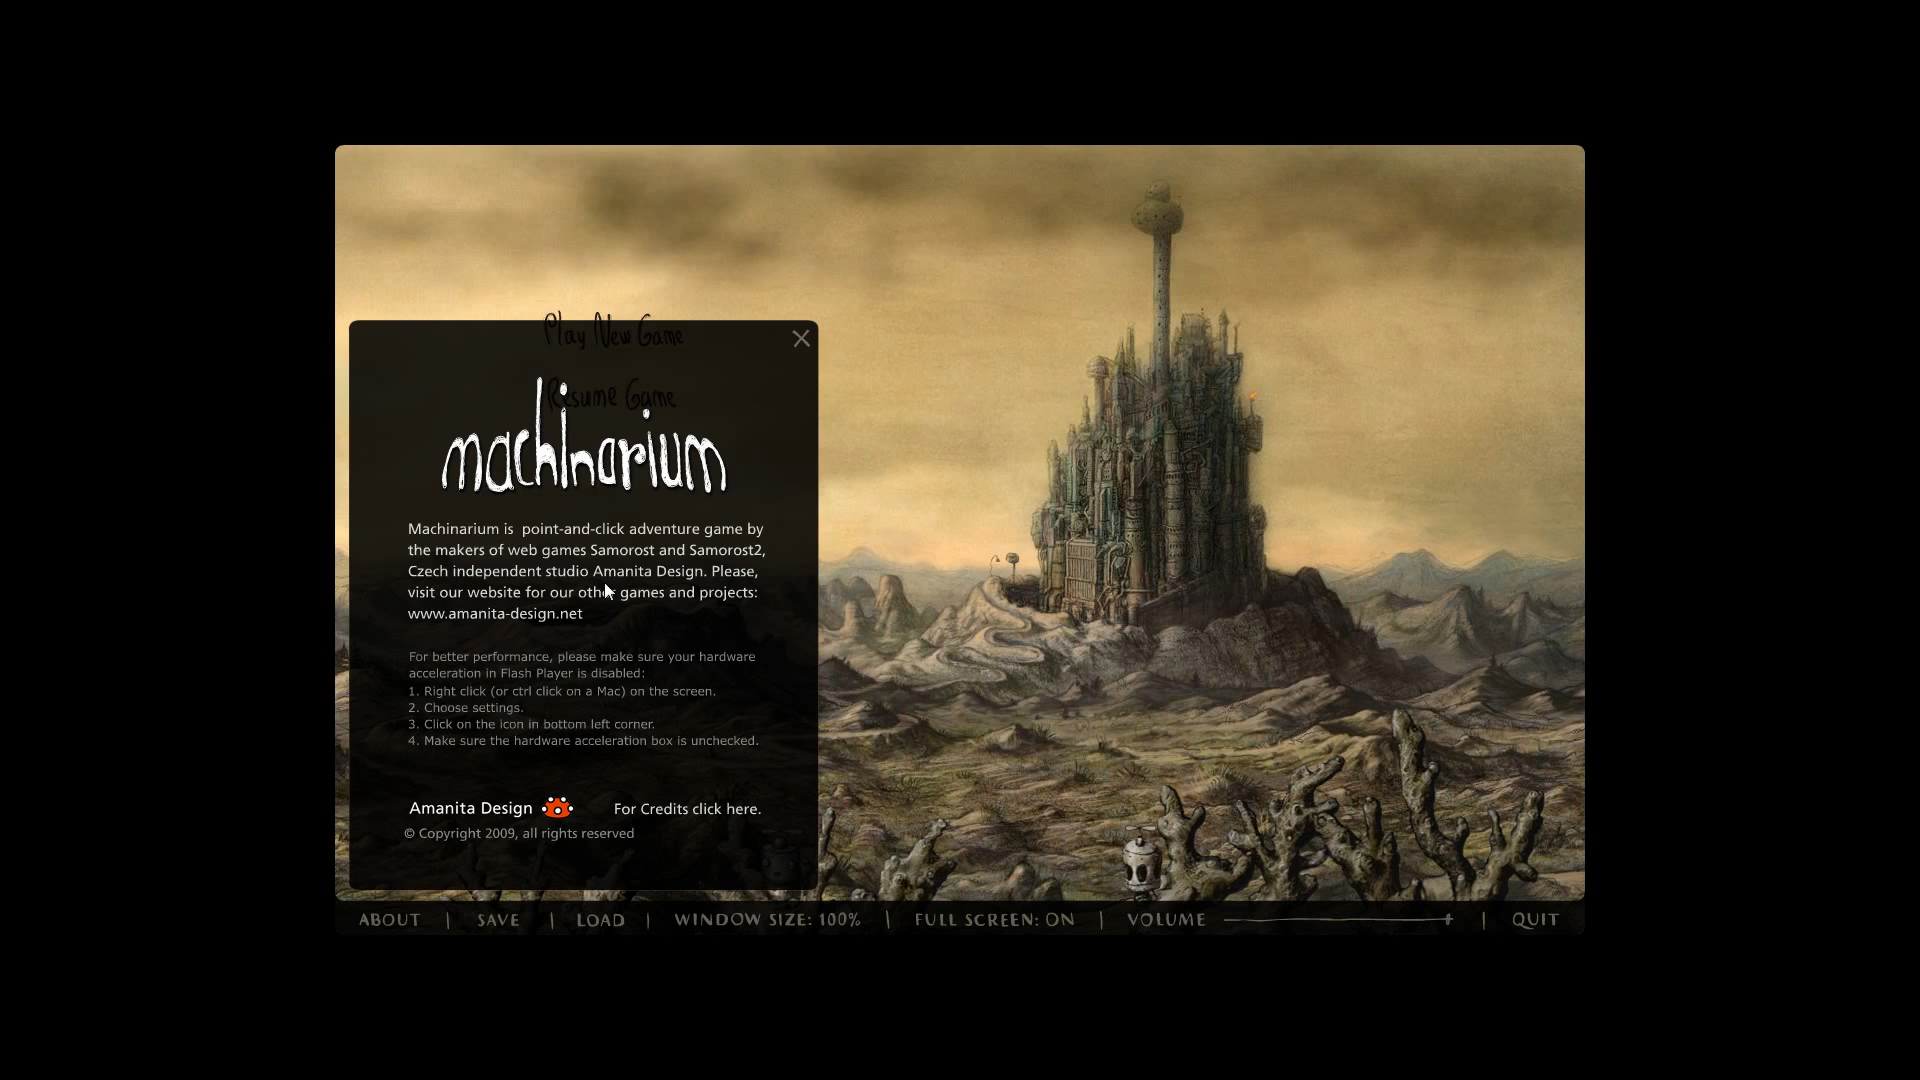 Play New Game
Resume Game
machinarium
Machinarium is  point-and-click adventure game by
the makers of web games Samorost and Samorost2,
Czech independent studio Amanita Design. Please,
visit our website for our other games and projects:
www.amanita-design.net
For better performance, please make sure your hardware
acceleration in Flash Player is disabled:
1. Right click (or ctrl click on a Mac) on the screen.
2. Choose settings.
3. Click on the icon in bottom left corner.
4. Make sure the hardware acceleration box is unchecked.
Amanita Design For Credits click here.
© Copyright 2009, all rights reserved
ABOUT | SAVE | LOAD | WINDOW SIZE: 100% | FULL SCREEN: ON | VOLUME | QUIT